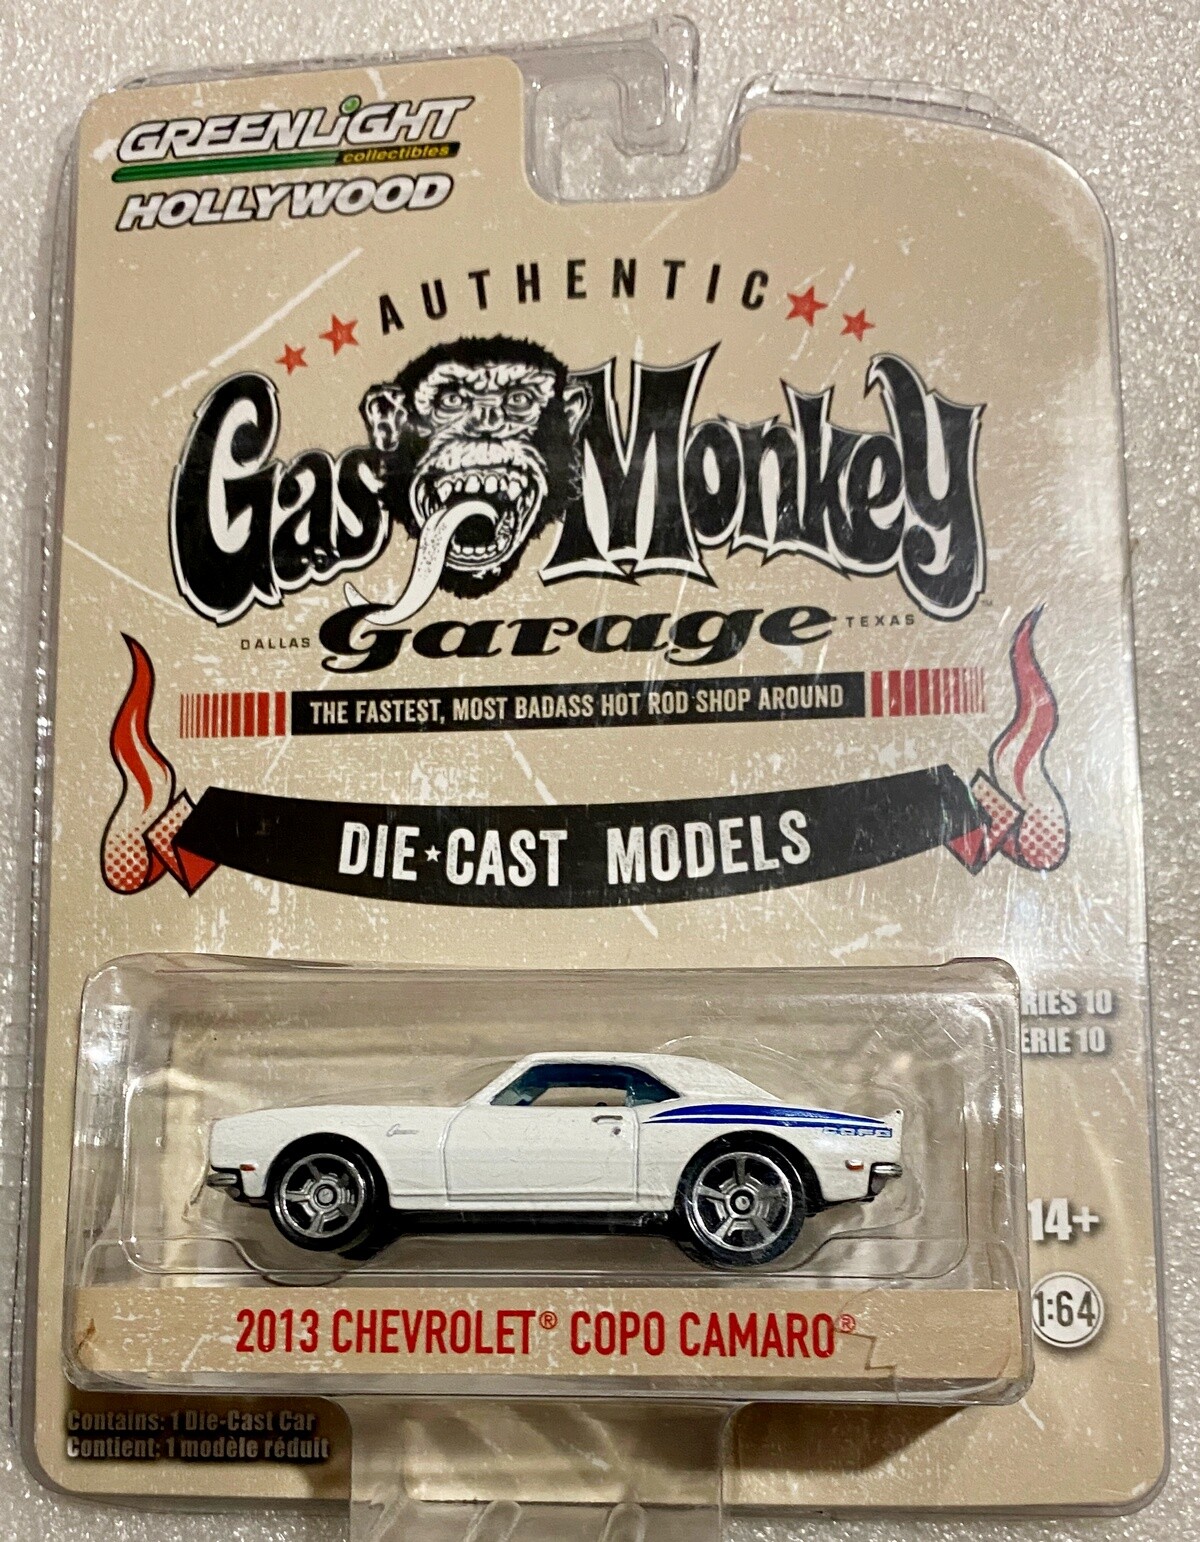 GREENLiGHT
collectibles
HOLLYWOOD
AUTHENTIC
Gas Monkey
DALLAS Garage TEXAS
THE FASTEST, MOST BADASS HOT ROD SHOP AROUND
DIE★CAST MODELS
RIES 10
ÉRIE 10
Camaro
COPO
14+
1:64
2013 CHEVROLET® COPO CAMARO®
Contains: 1 Die-Cast Car
Contient: 1 modèle réduit